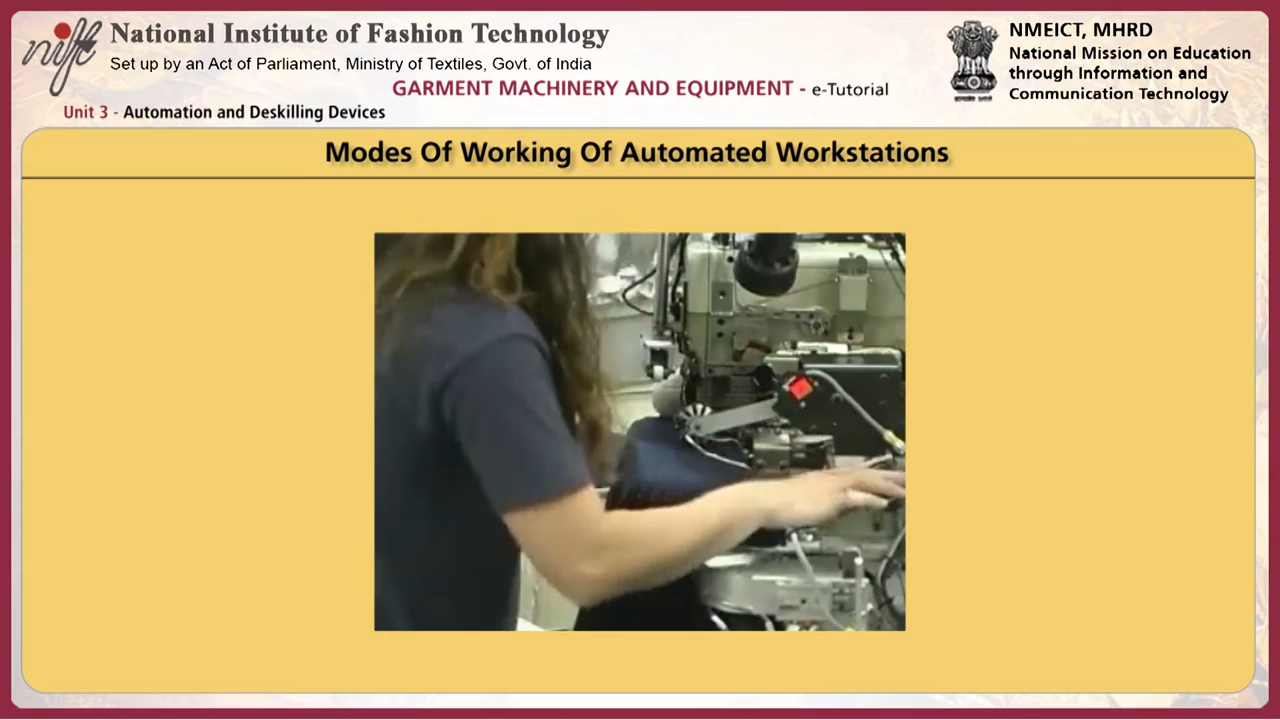 nift
National Institute of Fashion Technology
Set up by an Act of Parliament, Ministry of Textiles, Govt. of India
GARMENT MACHINERY AND EQUIPMENT - e-Tutorial
Unit 3 - Automation and Deskilling Devices
NMEICT, MHRD
National Mission on Education
through Information and
Communication Technology
Modes Of Working Of Automated Workstations